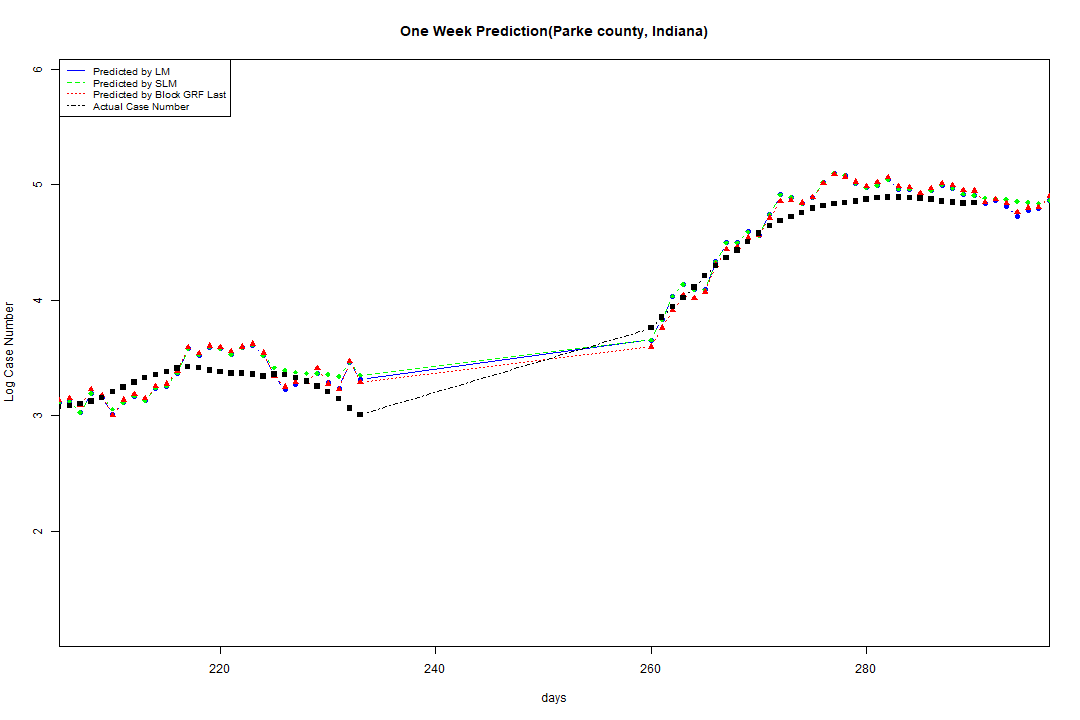 One Week Prediction(Parke county, Indiana)
Predicted by LM
Predicted by SLM
Predicted by Block GRF Last
Actual Case Number
6
5
4
3
2
Log Case Number
220
240
260
280
days